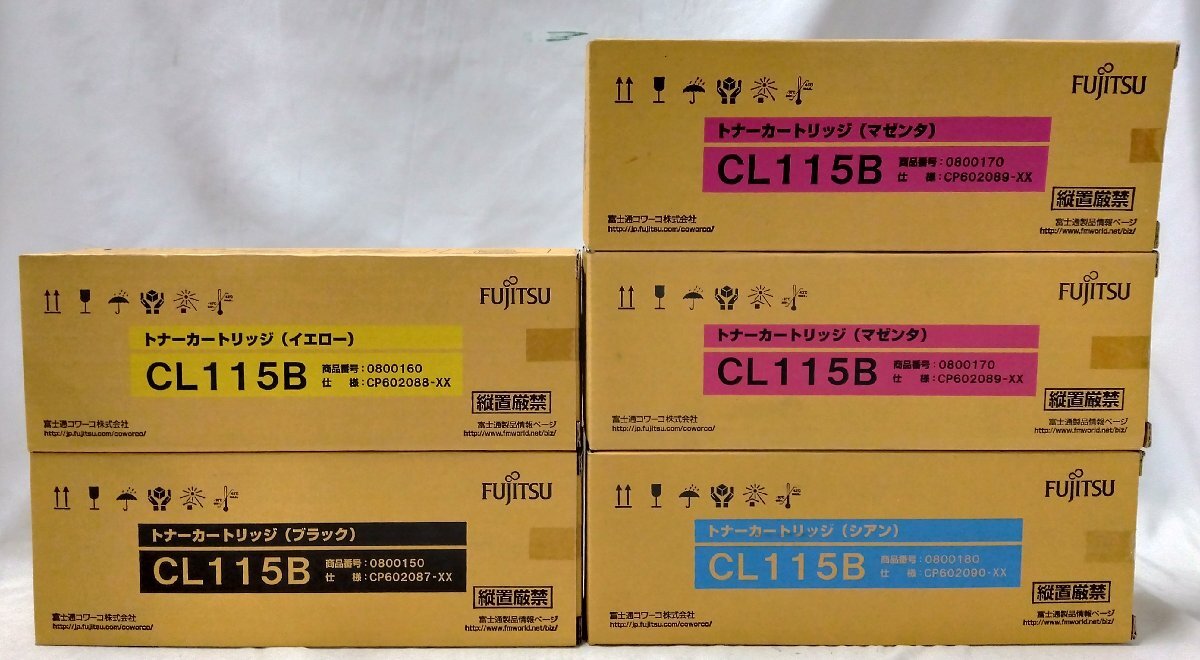 FUJITSU
トナーカートリッジ（イエロー）
CL115B
商品番号：0800160
仕　様：CP602088-XX
縦置厳禁
富士通コワーコ株式会社
http://jp.fujitsu.com/coworco/
富士通製品情報ページ
http://www.fmworld.net/biz/
FUJITSU
トナーカートリッジ（ブラック）
CL115B
商品番号：0800150
仕　様：CP602087-XX
縦置厳禁
富士通コワーコ株式会社
http://jp.fujitsu.com/coworco/
富士通製品情報ページ
http://www.fmworld.net/biz/
FUJITSU
トナーカートリッジ（マゼンタ）
CL115B
商品番号：0800170
仕　様：CP602089-XX
縦置厳禁
富士通コワーコ株式会社
http://jp.fujitsu.com/coworco/
富士通製品情報ページ
http://www.fmworld.net/biz/
FUJITSU
トナーカートリッジ（マゼンタ）
CL115B
商品番号：0800170
仕　様：CP602089-XX
縦置厳禁
富士通コワーコ株式会社
http://jp.fujitsu.com/coworco/
富士通製品情報ページ
http://www.fmworld.net/biz/
FUJITSU
トナーカートリッジ（シアン）
CL115B
商品番号：0800180
仕　様：CP602090-XX
縦置厳禁
富士通コワーコ株式会社
http://jp.fujitsu.com/coworco/
富士通製品情報ページ
http://www.fmworld.net/biz/